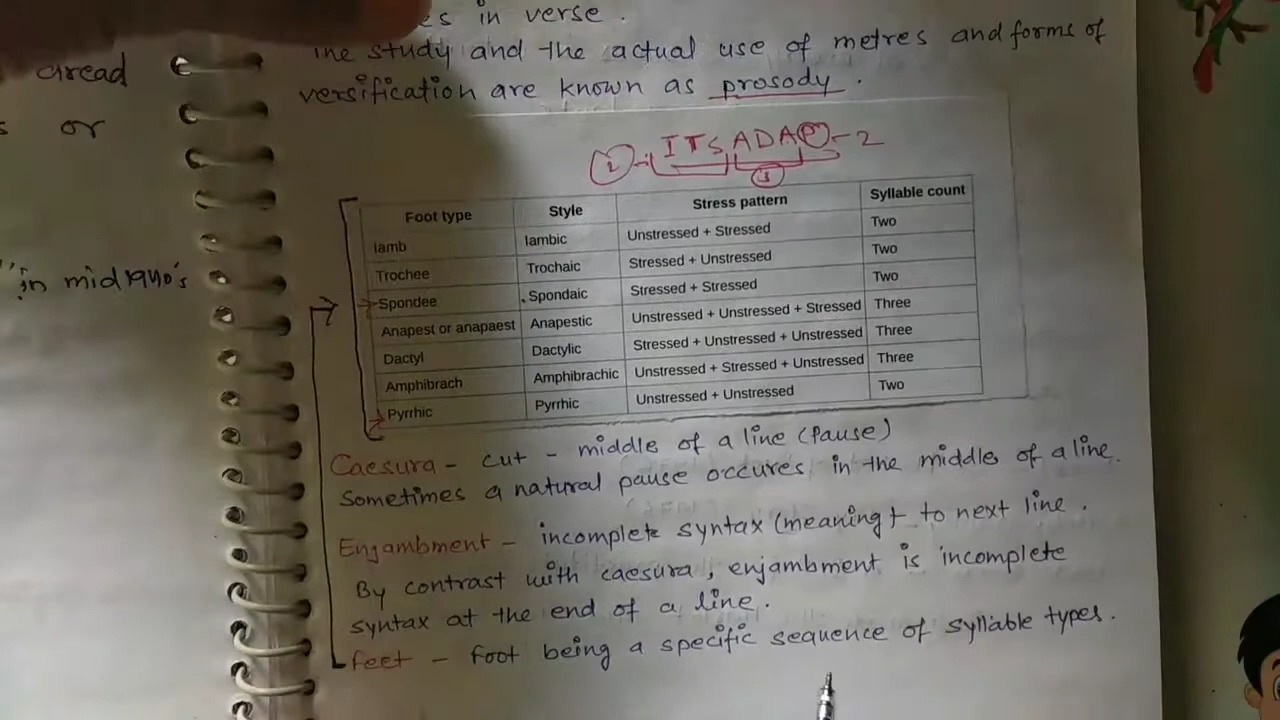 aread
s or
in mid1940's
es in verse.
the study and the actual use of metres and forms of
versification are known as prosody.
2 ITS ADAP - 2
3
Foot type Style Stress pattern Syllable count
Iamb Iambic Unstressed + Stressed Two
Trochee Trochaic Stressed + Unstressed Two
Spondee Spondaic Stressed + Stressed Two
Anapest or anapaest Anapestic Unstressed + Unstressed + Stressed Three
Dactyl Dactylic Stressed + Unstressed + Unstressed Three
Amphibrach Amphibrachic Unstressed + Stressed + Unstressed Three
Pyrrhic Pyrrhic Unstressed + Unstressed Two
Caesura - cut - middle of a line (Pause)
Sometimes a natural pause occures in the middle of a line.
Enjambment - incomplete syntax (meaning) to next line.
By contrast with caesura, enjambment is incomplete
syntax at the end of a line.
feet - foot being a specific sequence of syllable types.